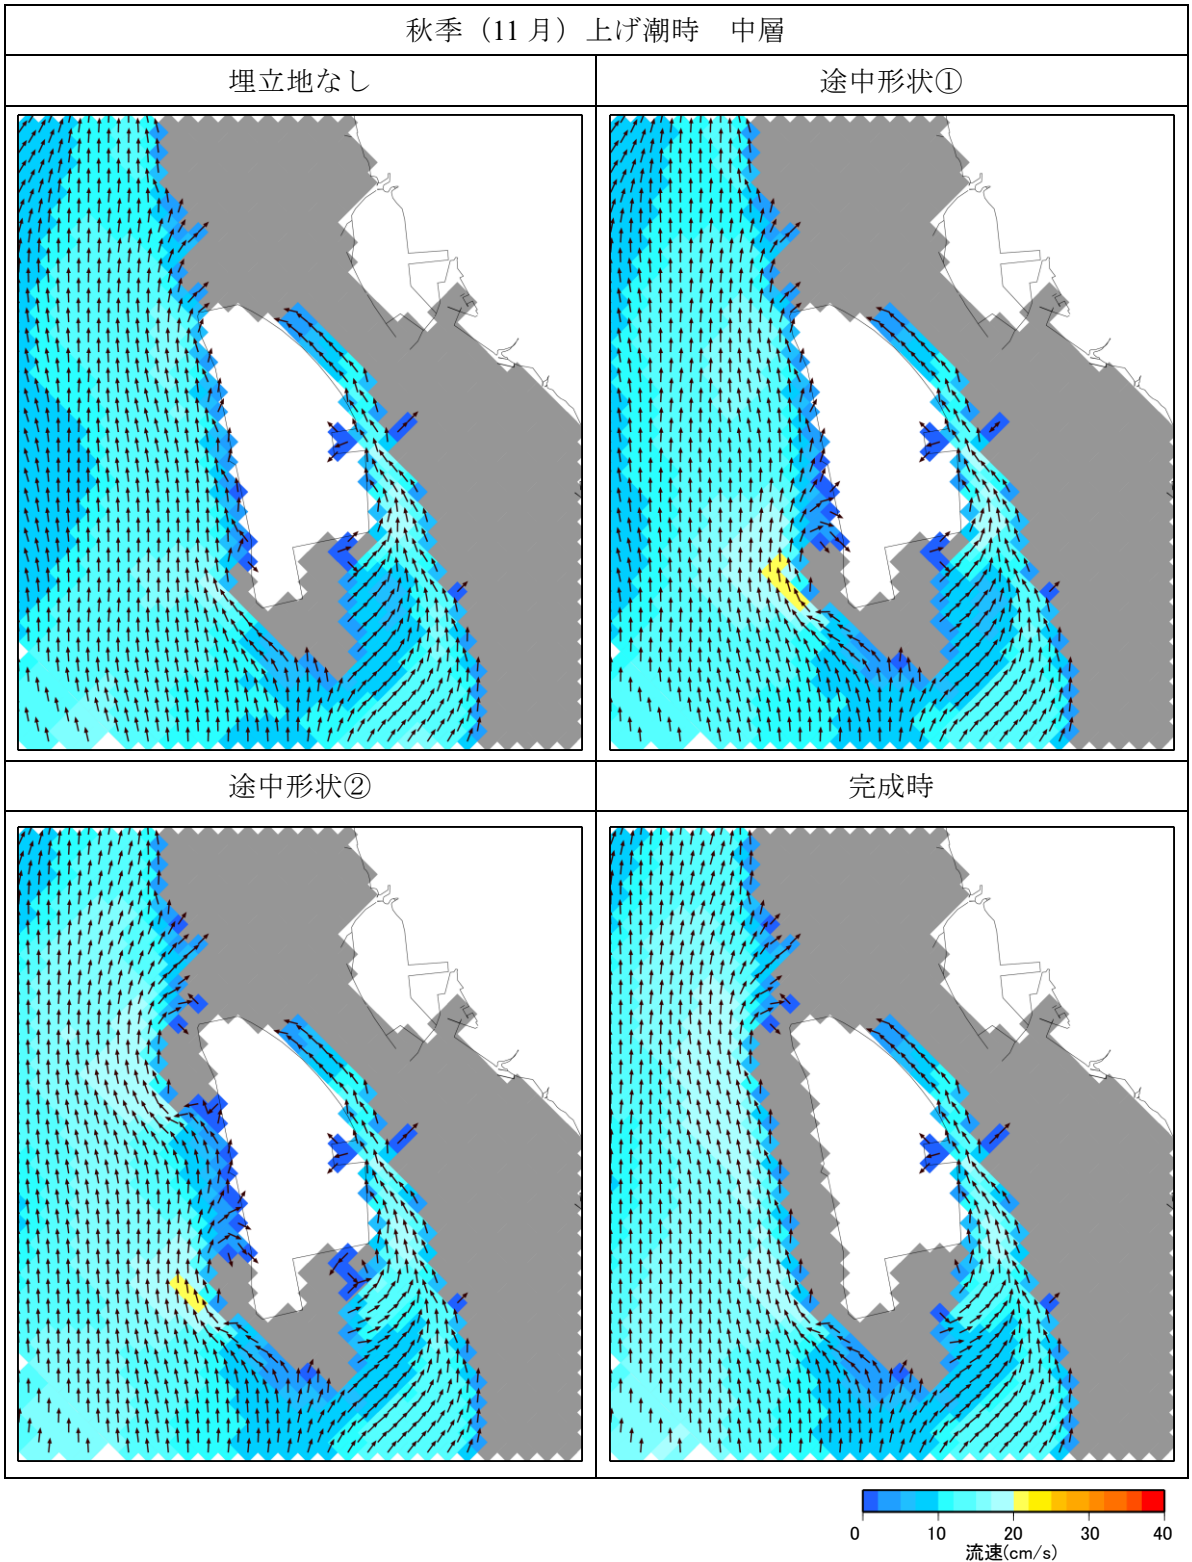 秋季（11 月）上げ潮時　中層
埋立地なし
途中形状①
途中形状②
完成時
0 10 20 30 40
流速(cm/s)